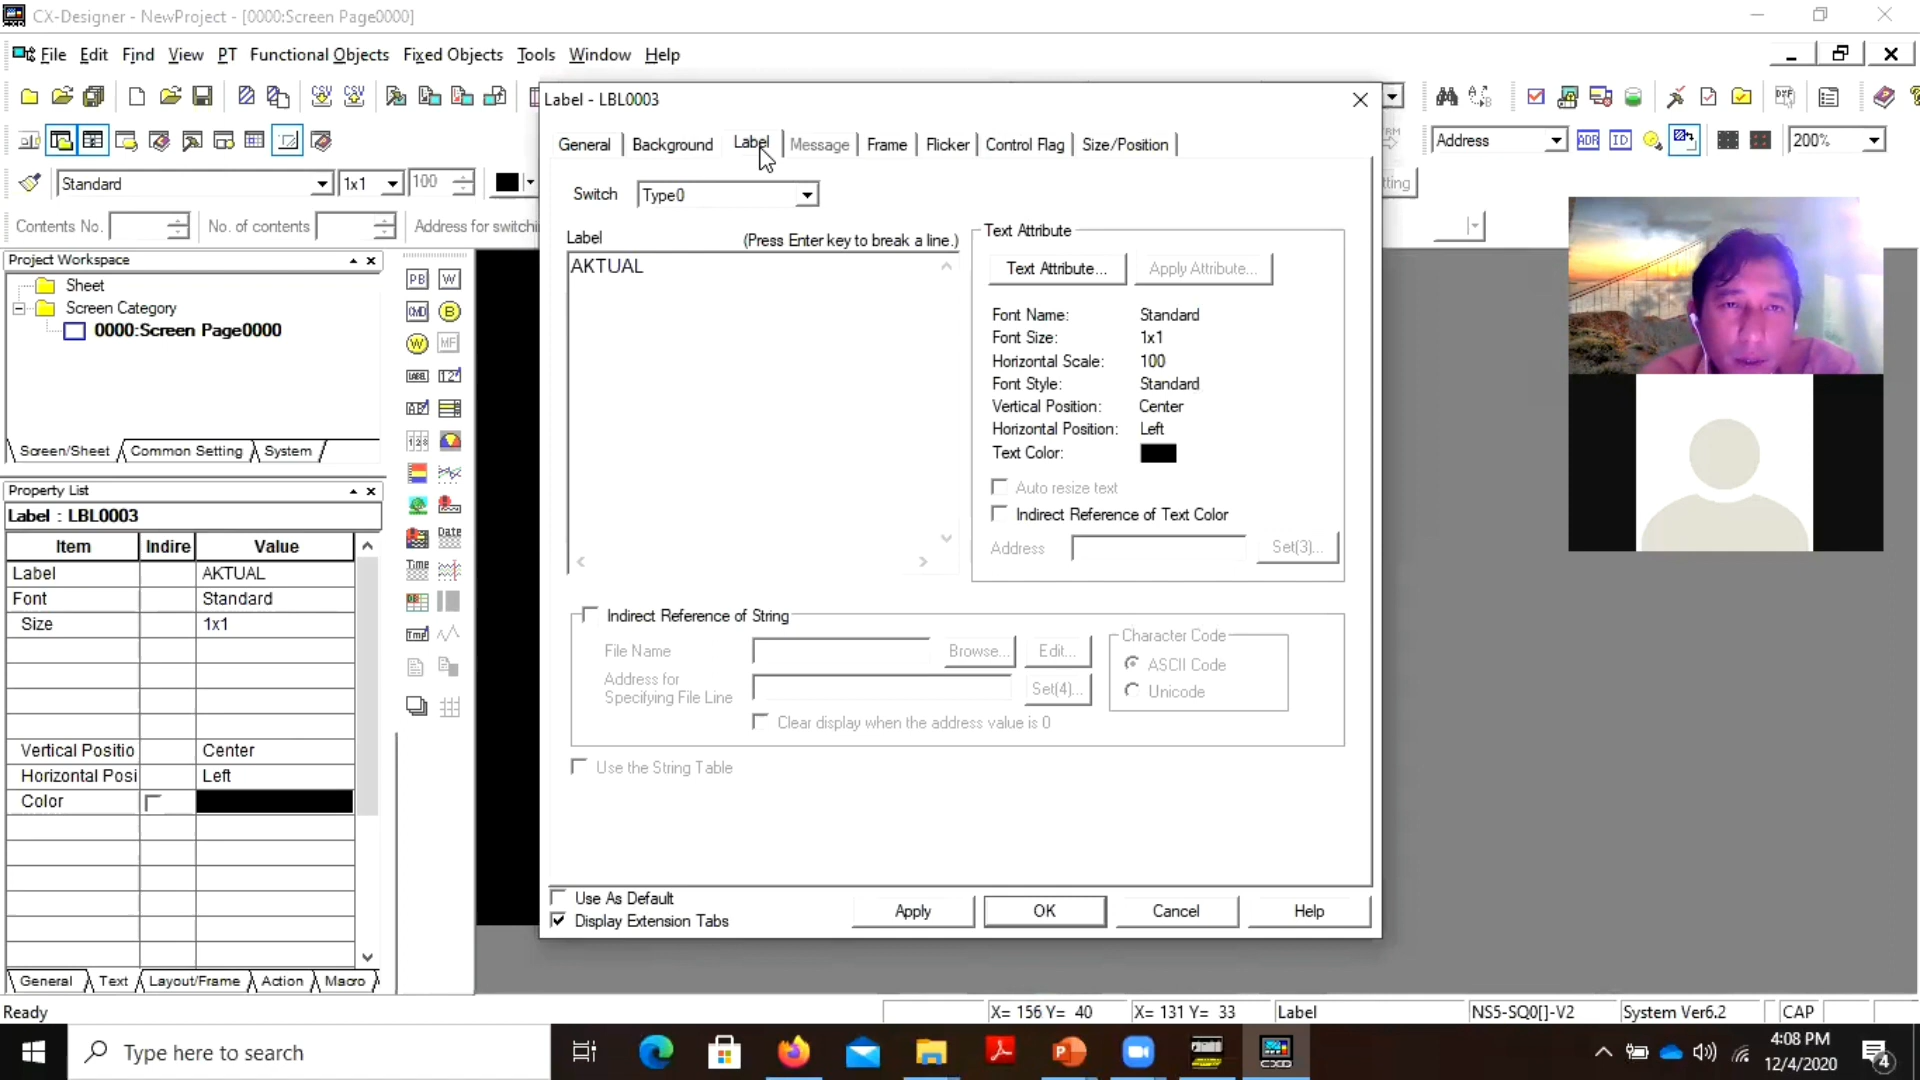 CX-Designer - NewProject - [0000:Screen Page0000]
File Edit Find View PT Functional Objects Fixed Objects Tools Window Help
Address 200%
Standard 1x1 100
Contents No. No. of contents Address for switchi
Project Workspace
Sheet
Screen Category
0000:Screen Page0000
Screen/Sheet Common Setting System
Property List
Label : LBL0003
Item Indire Value
Label AKTUAL
Font Standard
Size 1x1
Vertical Positio Center
Horizontal Posi Left
Color
General Text Layout/Frame Action Macro
Label - LBL0003
General Background Label Message Frame Flicker Control Flag Size/Position
Switch Type0
Label (Press Enter key to break a line.)
AKTUAL
Text Attribute
Text Attribute... Apply Attribute...
Font Name: Standard
Font Size: 1x1
Horizontal Scale: 100
Font Style: Standard
Vertical Position: Center
Horizontal Position: Left
Text Color:
Auto resize text
Indirect Reference of Text Color
Address Set(3)...
Indirect Reference of String
File Name Browse... Edit...
Address for
Specifying File Line Set(4)...
Clear display when the address value is 0
Character Code
ASCII Code
Unicode
Use the String Table
Use As Default
Display Extension Tabs
Apply OK Cancel Help
Ready X= 156 Y= 40 X= 131 Y= 33 Label NS5-SQ0[]-V2 System Ver6.2 CAP
Type here to search
4:08 PM
12/4/2020
4